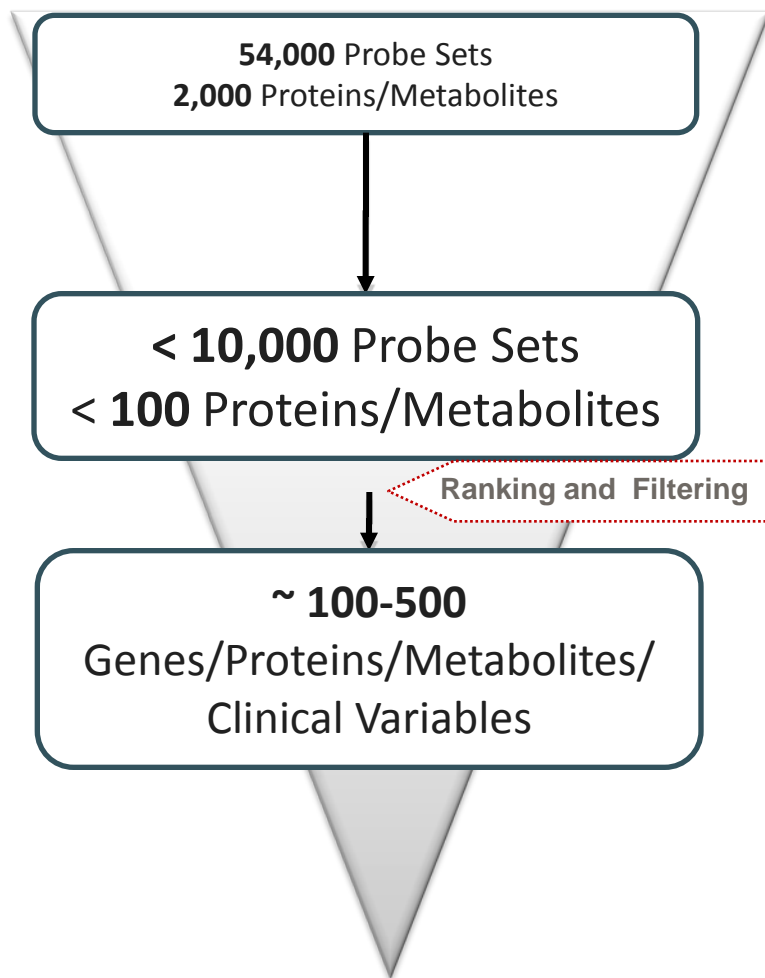 54,000 Probe Sets
2,000 Proteins/Metabolites
< 10,000 Probe Sets
< 100 Proteins/Metabolites
Ranking and Filtering
~ 100-500
Genes/Proteins/Metabolites/
Clinical Variables